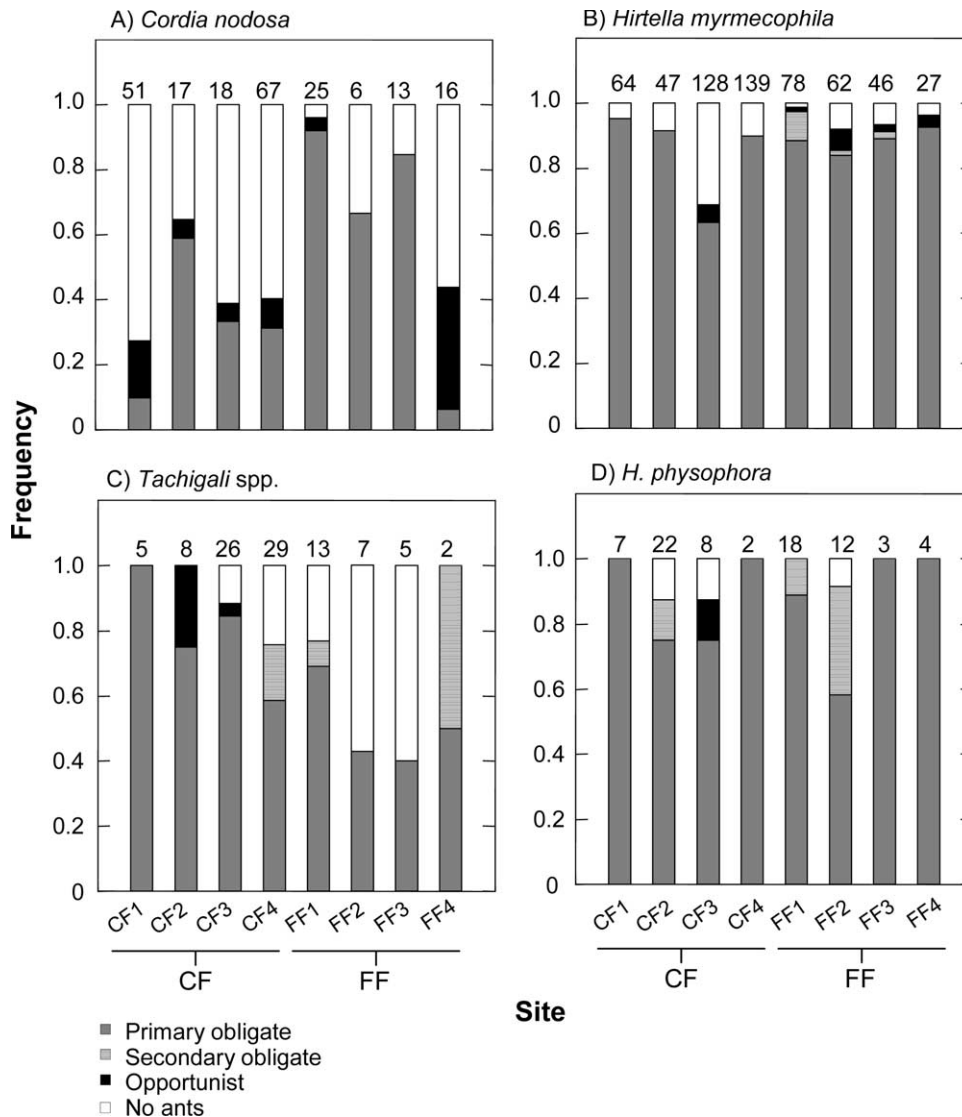 A) Cordia nodosa
51 17 18 67 25 6 13 16
1.0
0.8
0.6
0.4
0.2
0
B) Hirtella myrmecophila
64 47 128 139 78 62 46 27
1.0
0.8
0.6
0.4
0.2
0
Frequency
C) Tachigali spp.
5 8 26 29 13 7 5 2
1.0
0.8
0.6
0.4
0.2
0
CF1 CF2 CF3 CF4 FF1 FF2 FF3 FF4
CF FF
D) H. physophora
7 22 8 2 18 12 3 4
1.0
0.8
0.6
0.4
0.2
0
CF1 CF2 CF3 CF4 FF1 FF2 FF3 FF4
CF FF
Site
Primary obligate
Secondary obligate
Opportunist
No ants